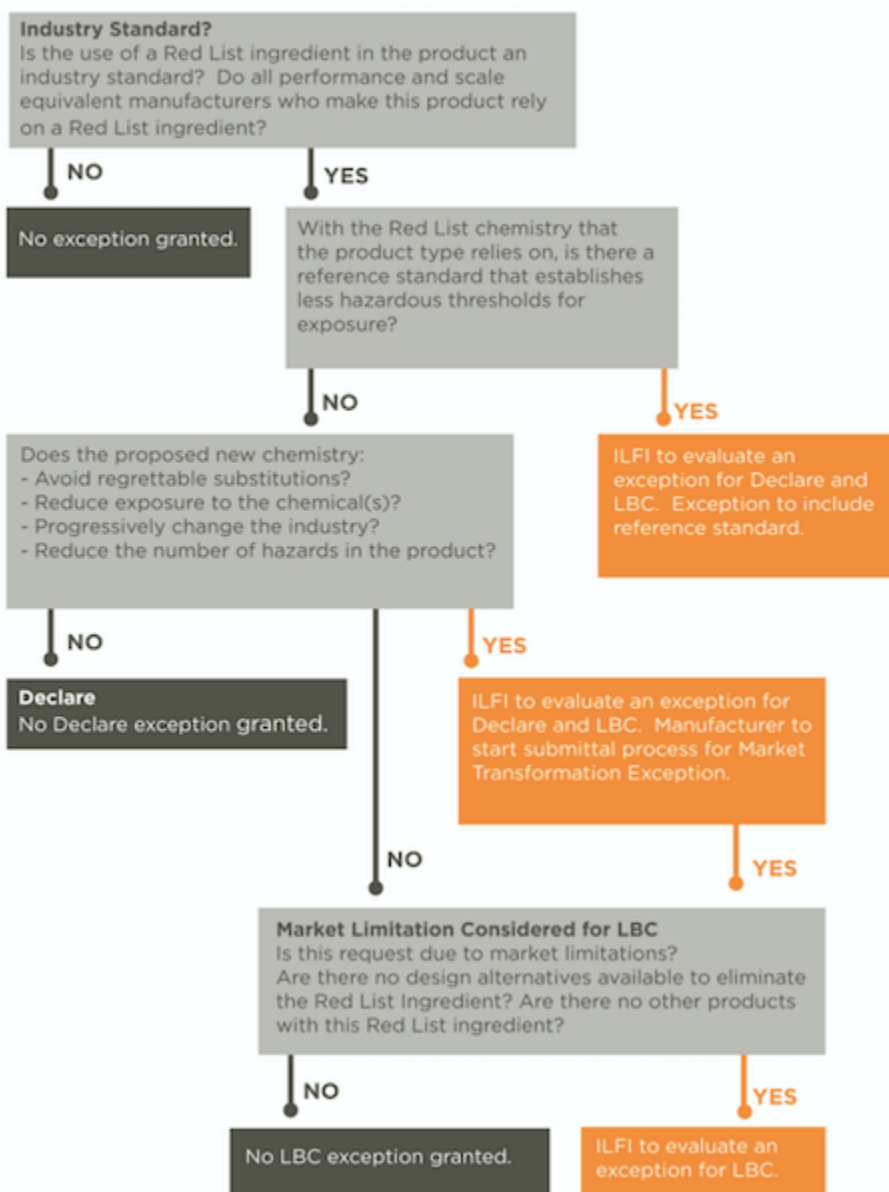 Industry Standard?
Is the use of a Red List ingredient in the product an
industry standard?  Do all performance and scale
equivalent manufacturers who make this product rely
on a Red List ingredient?
NO
YES
No exception granted.
With the Red List chemistry that
the product type relies on, is there a
reference standard that establishes
less hazardous thresholds for
exposure?
NO
YES
Does the proposed new chemistry:
- Avoid regrettable substitutions?
- Reduce exposure to the chemical(s)?
- Progressively change the industry?
- Reduce the number of hazards in the product?
ILFI to evaluate an
exception for Declare and
LBC.  Exception to include
reference standard.
NO
YES
Declare
No Declare exception granted.
ILFI to evaluate an exception for
Declare and LBC.  Manufacturer to
start submittal process for Market
Transformation Exception.
NO
YES
Market Limitation Considered for LBC
Is this request due to market limitations?
Are there no design alternatives available to eliminate
the Red List Ingredient? Are there no other products
with this Red List ingredient?
NO
YES
No LBC exception granted.
ILFI to evaluate an
exception for LBC.